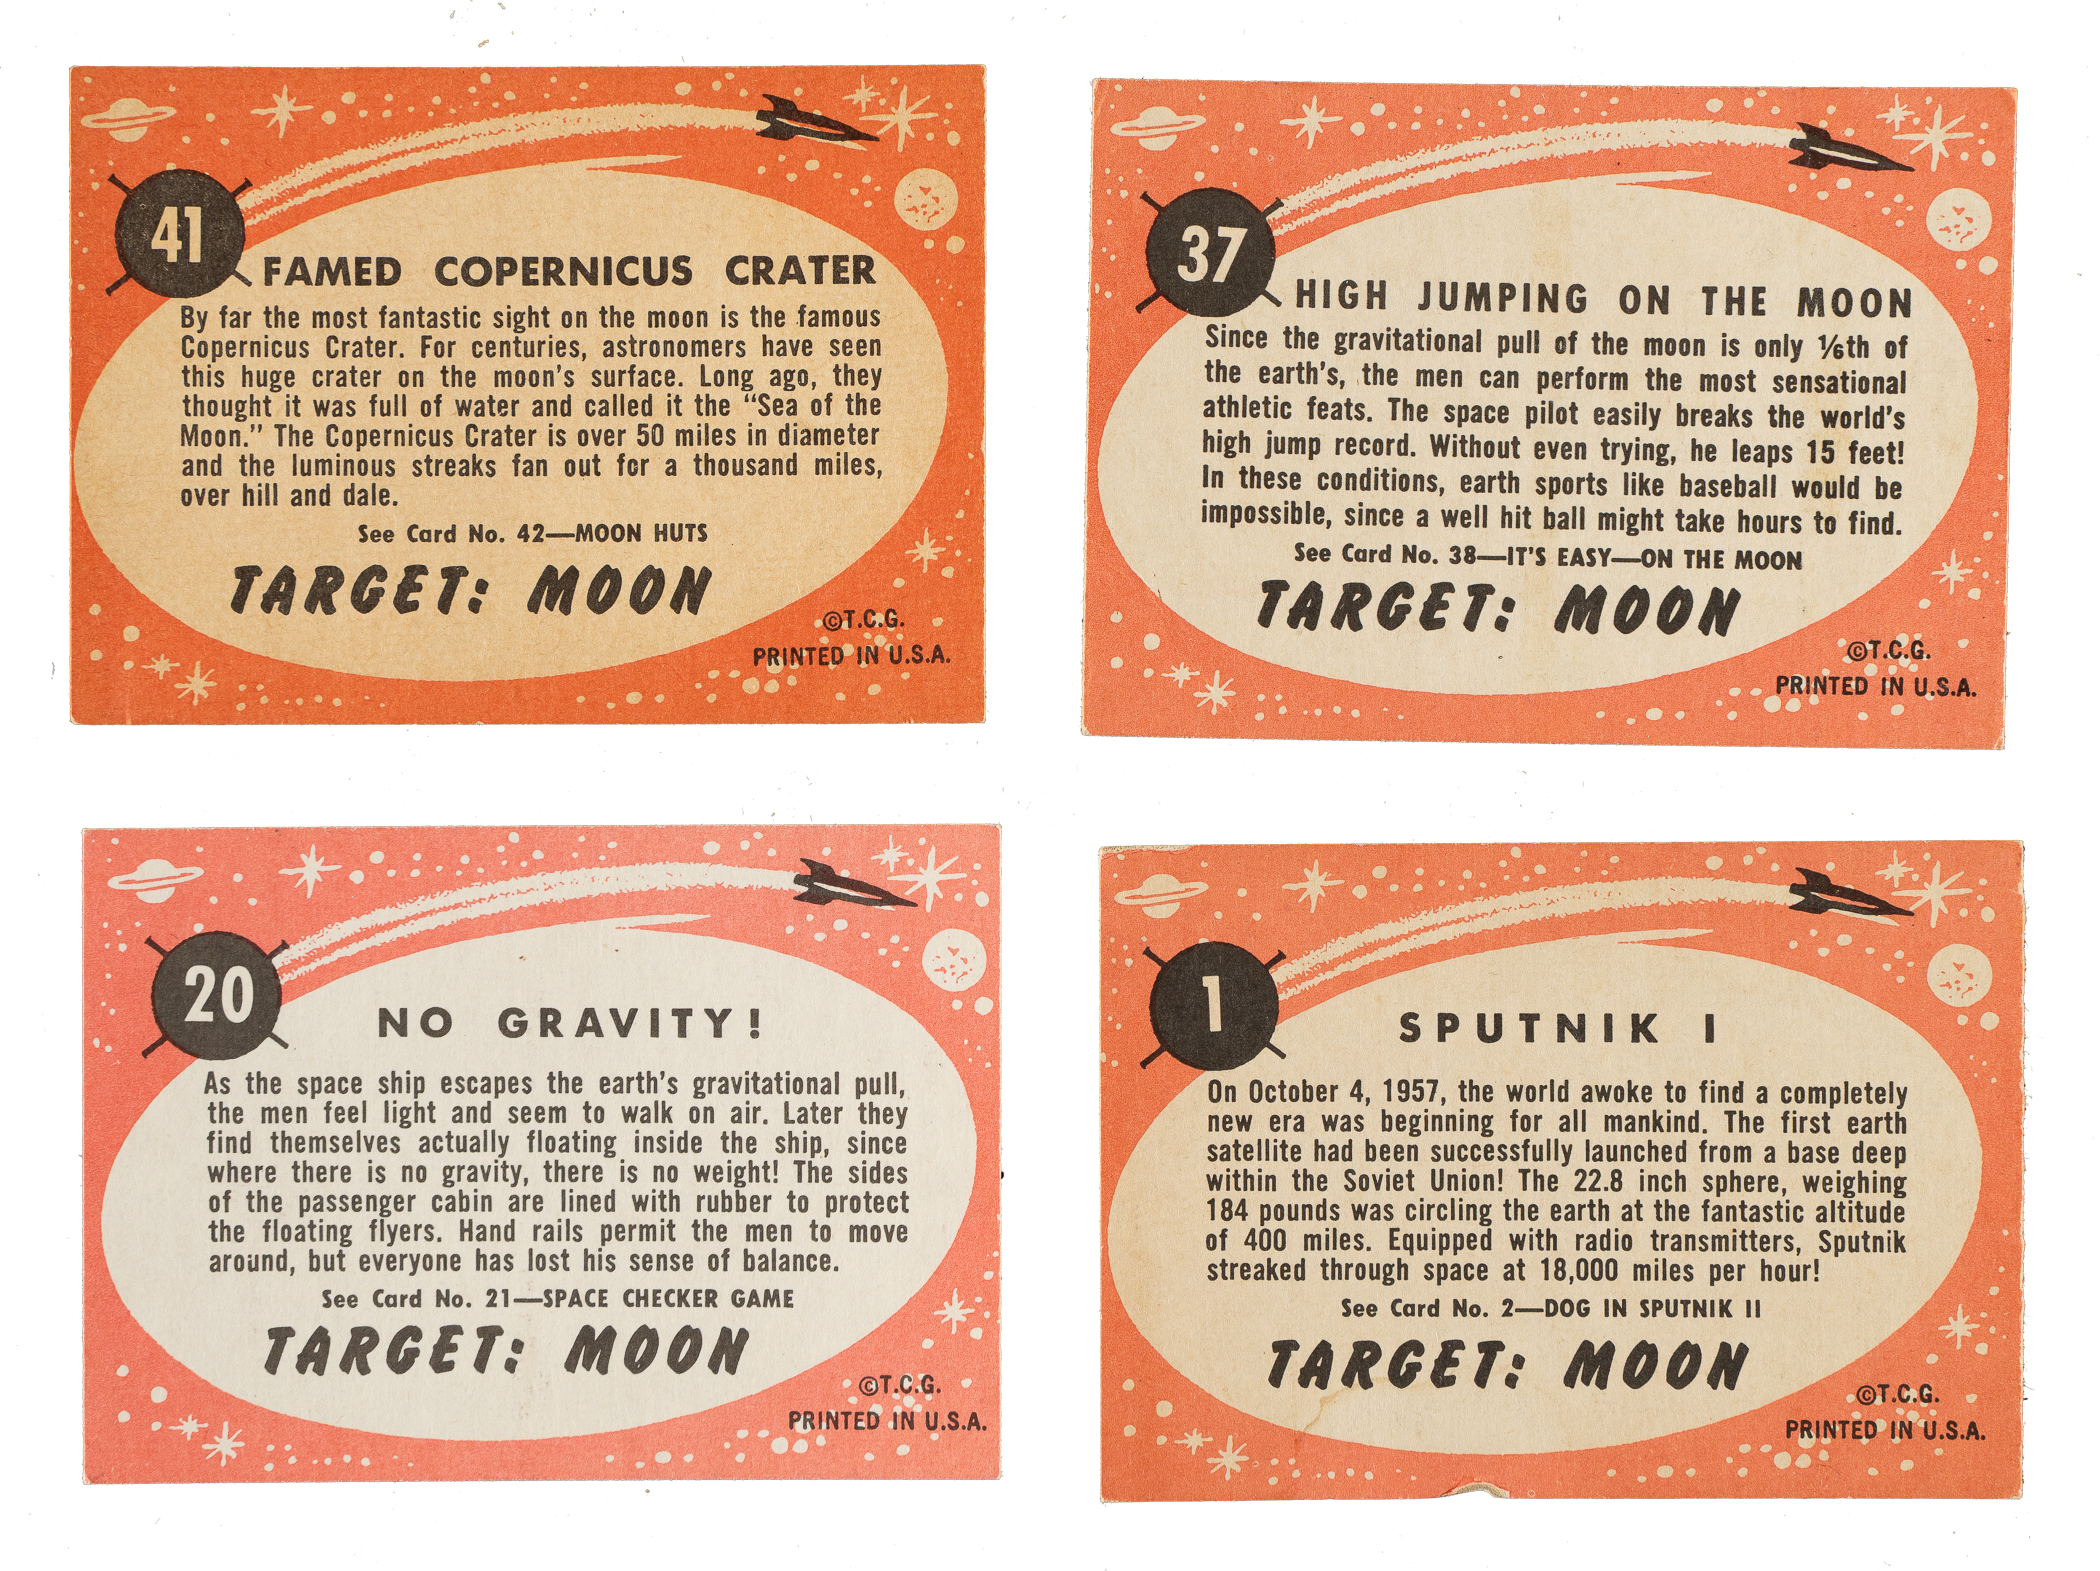 41
FAMED COPERNICUS CRATER
By far the most fantastic sight on the moon is the famous
Copernicus Crater. For centuries, astronomers have seen
this huge crater on the moon's surface. Long ago, they
thought it was full of water and called it the “Sea of the
Moon.” The Copernicus Crater is over 50 miles in diameter
and the luminous streaks fan out for a thousand miles,
over hill and dale.
See Card No. 42—MOON HUTS
TARGET: MOON
©T.C.G.
PRINTED IN U.S.A.
37
HIGH JUMPING ON THE MOON
Since the gravitational pull of the moon is only ⅙th of
the earth's, the men can perform the most sensational
athletic feats. The space pilot easily breaks the world's
high jump record. Without even trying, he leaps 15 feet!
In these conditions, earth sports like baseball would be
impossible, since a well hit ball might take hours to find.
See Card No. 38—IT'S EASY—ON THE MOON
TARGET: MOON
©T.C.G.
PRINTED IN U.S.A.
20
NO GRAVITY!
As the space ship escapes the earth's gravitational pull,
the men feel light and seem to walk on air. Later they
find themselves actually floating inside the ship, since
where there is no gravity, there is no weight! The sides
of the passenger cabin are lined with rubber to protect
the floating flyers. Hand rails permit the men to move
around, but everyone has lost his sense of balance.
See Card No. 21—SPACE CHECKER GAME
TARGET: MOON
©T.C.G.
PRINTED IN U.S.A.
1
SPUTNIK I
On October 4, 1957, the world awoke to find a completely
new era was beginning for all mankind. The first earth
satellite had been successfully launched from a base deep
within the Soviet Union! The 22.8 inch sphere, weighing
184 pounds was circling the earth at the fantastic altitude
of 400 miles. Equipped with radio transmitters, Sputnik
streaked through space at 18,000 miles per hour!
See Card No. 2—DOG IN SPUTNIK II
TARGET: MOON
©T.C.G.
PRINTED IN U.S.A.